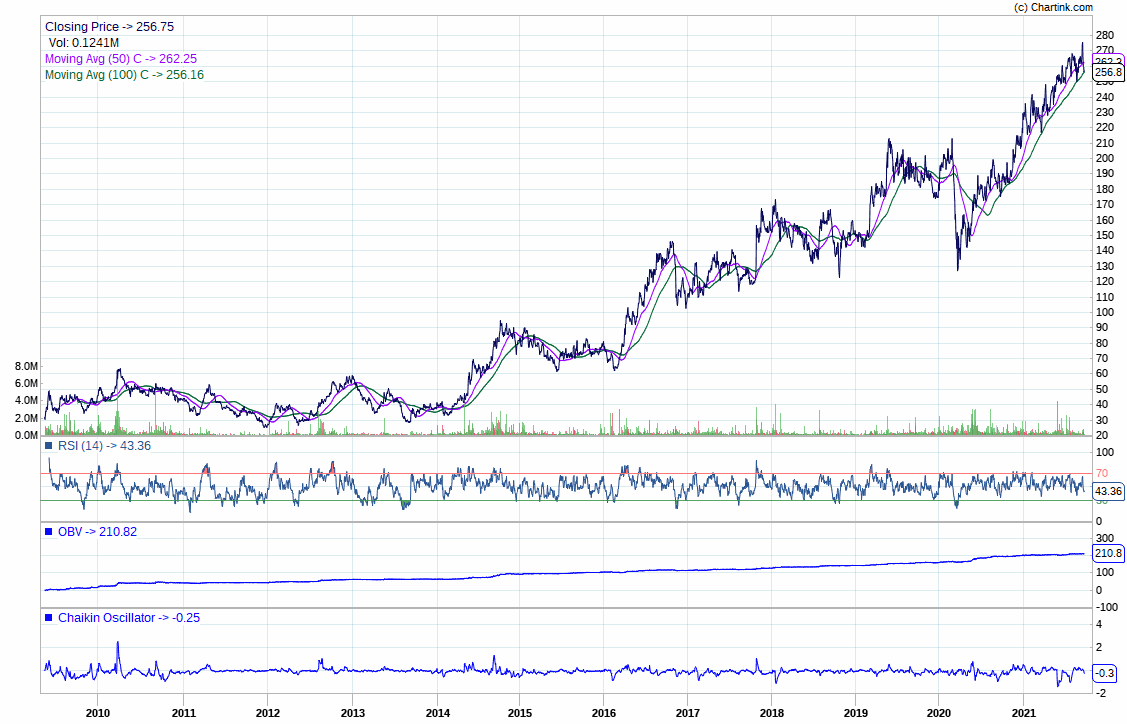 (c) Chartink.com
Closing Price -> 256.75
Vol: 0.1241M
Moving Avg (50) C -> 262.25
Moving Avg (100) C -> 256.16
280
270
256.8
240
230
220
210
200
190
180
170
160
150
140
130
120
110
100
90
80
70
60
50
40
30
20
8.0M
6.0M
4.0M
2.0M
0.0M
RSI (14) -> 43.36
100
70
43.36
0
OBV -> 210.82
300
210.8
100
0
-100
Chaikin Oscillator -> -0.25
4
2
-0.3
-2
2010 2011 2012 2013 2014 2015 2016 2017 2018 2019 2020 2021